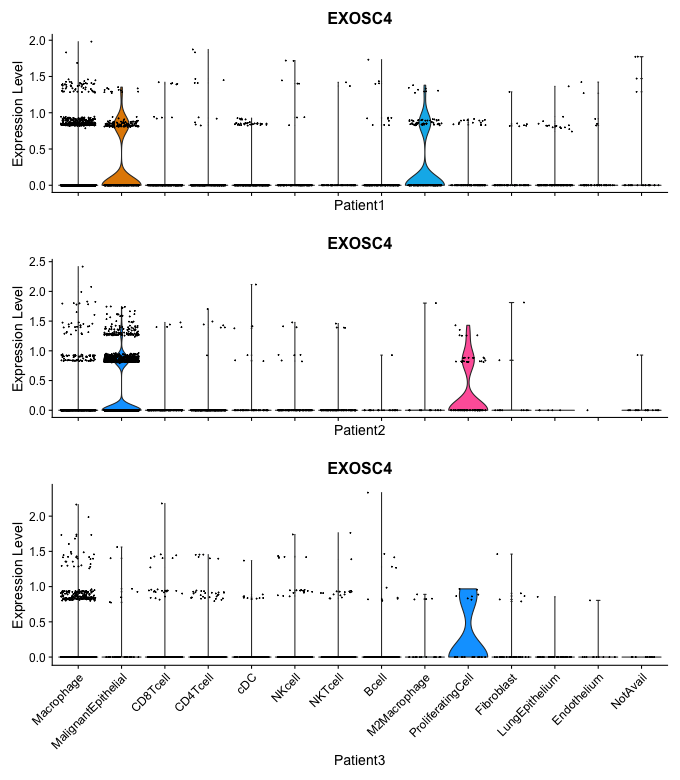 EXOSC4
Expression Level
2.0
1.5
1.0
0.5
0.0
Patient1
EXOSC4
Expression Level
2.5
2.0
1.5
1.0
0.5
0.0
Patient2
EXOSC4
Expression Level
2.0
1.5
1.0
0.5
0.0
Macrophage
MalignantEpithelial
CD8Tcell
CD4Tcell
cDC
NKcell
NKTcell
Bcell
M2Macrophage
ProliferatingCell
Fibroblast
LungEpithelium
Endothelium
NotAvail
Patient3